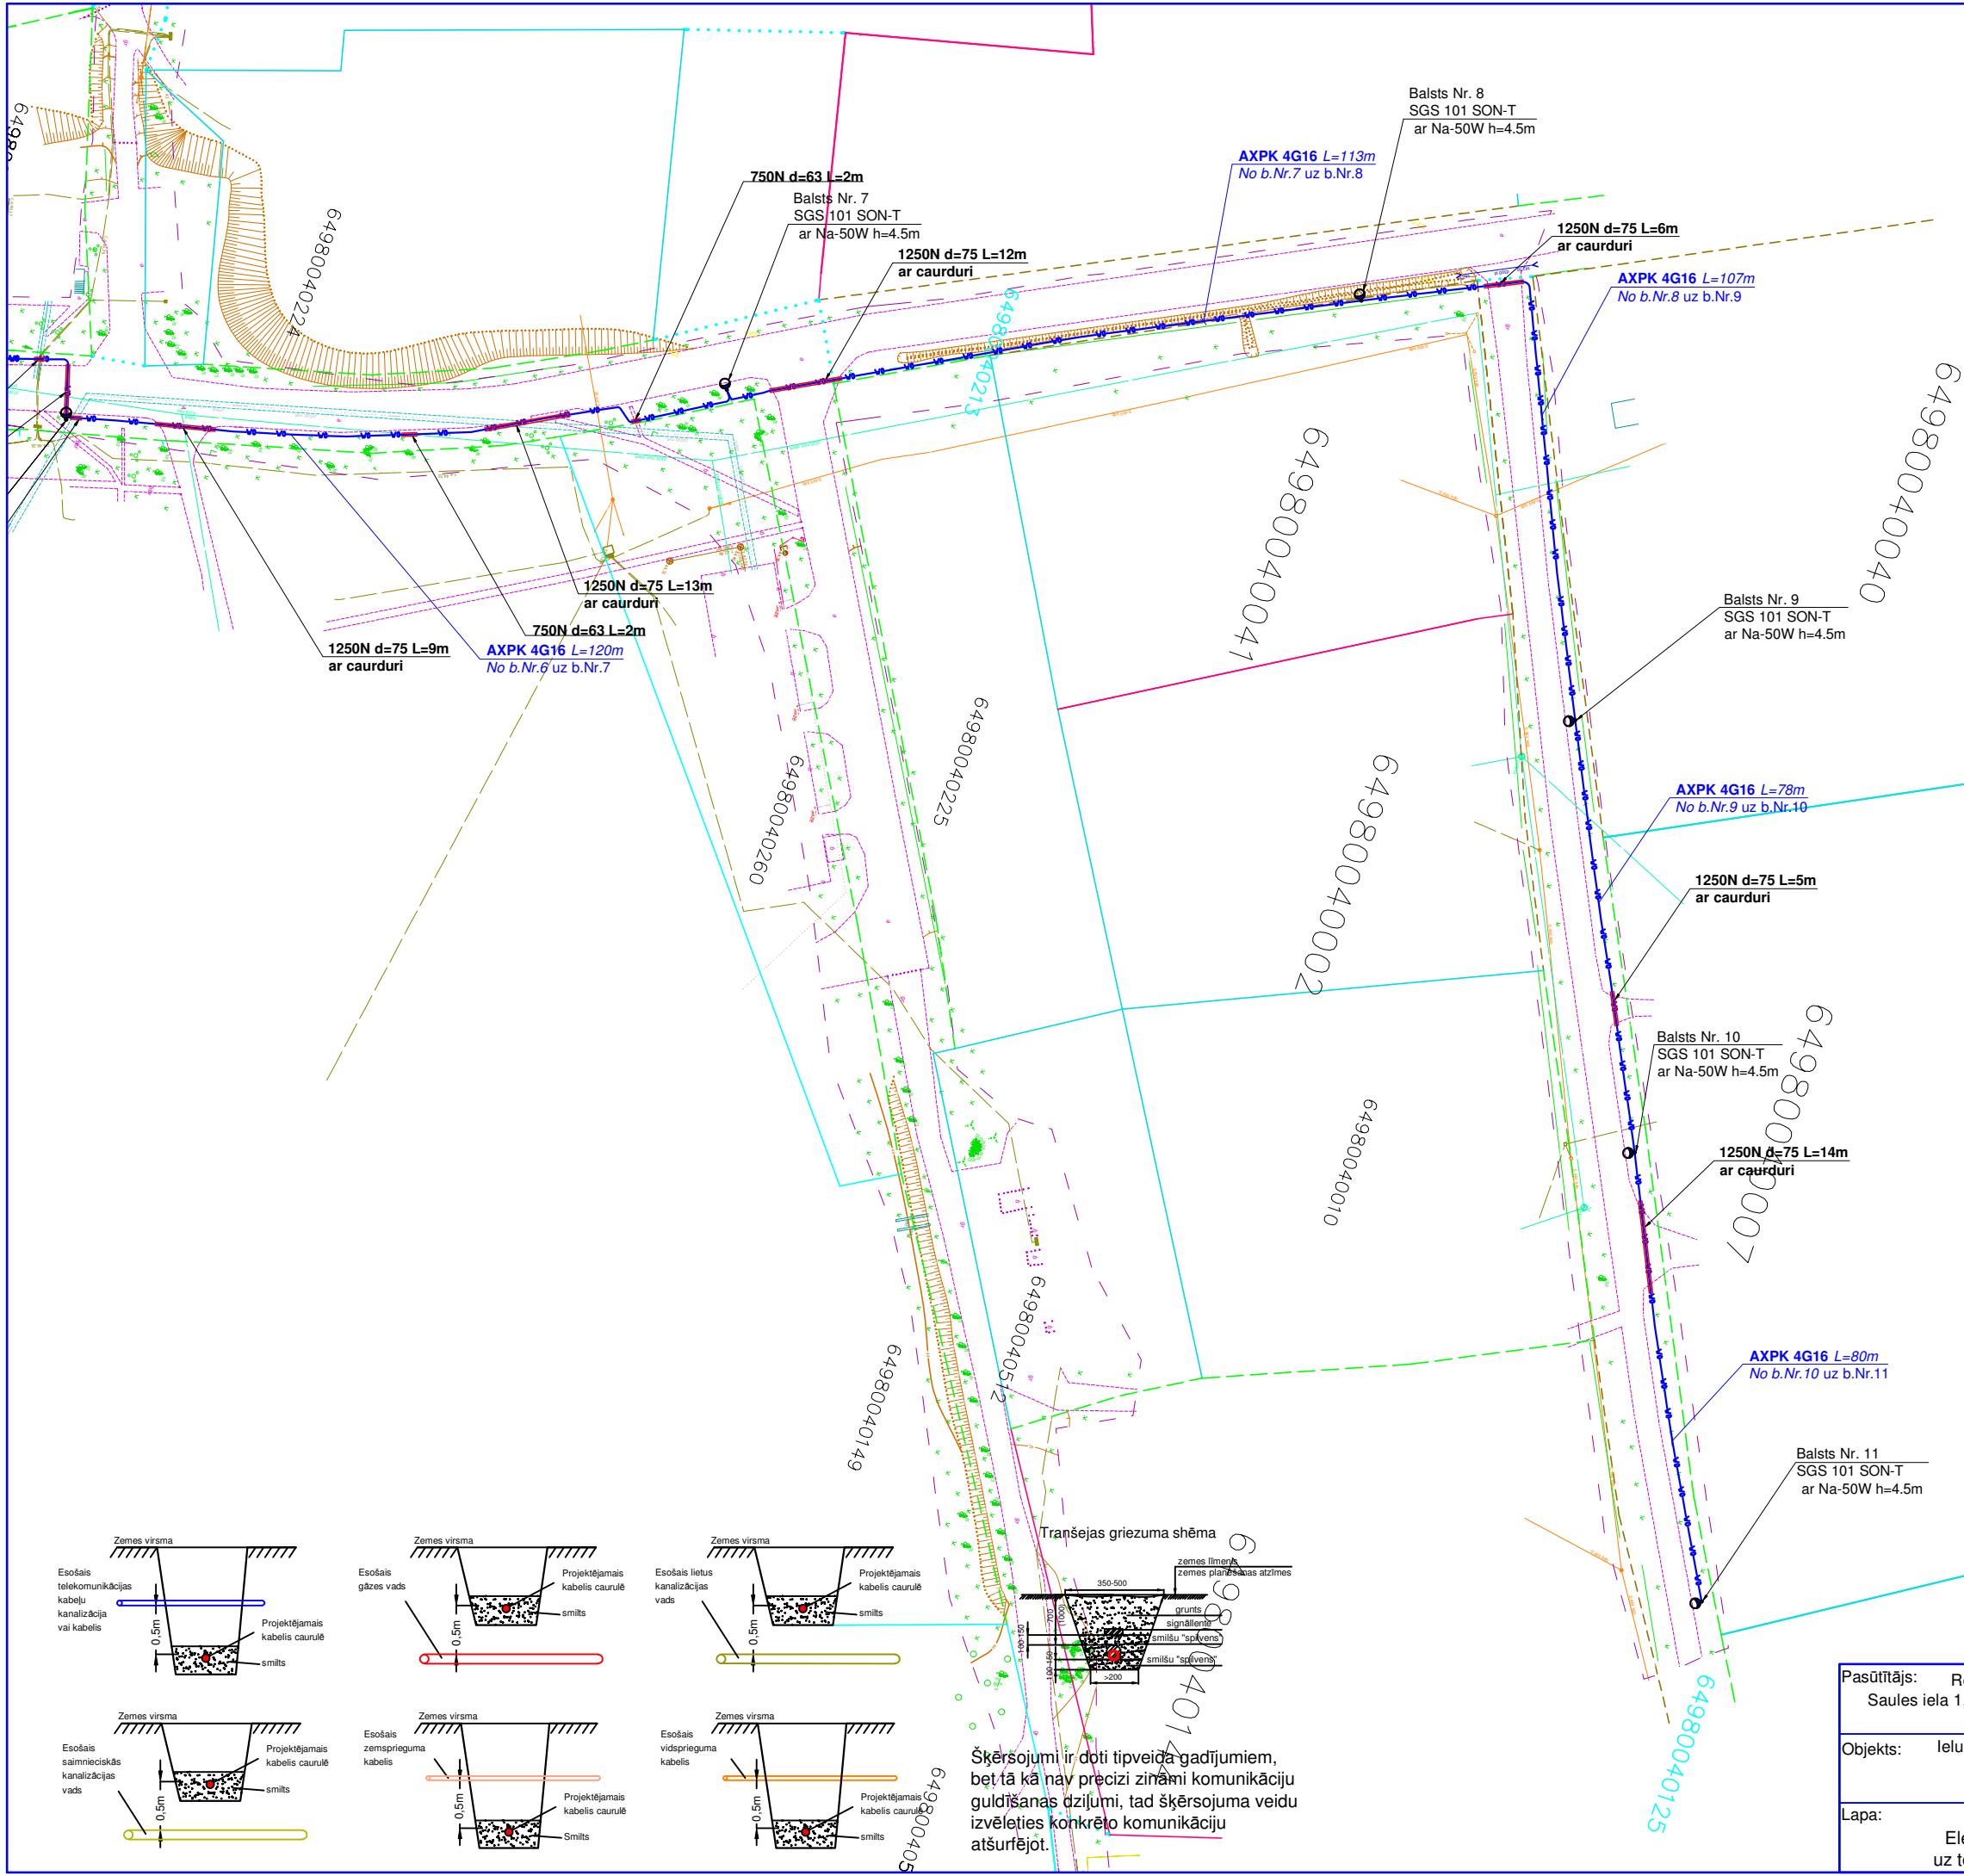 Balsts Nr. 8
SGS 101 SON-T
ar Na-50W h=4.5m
AXPK 4G16 L=113m
No b.Nr.7 uz b.Nr.8
750N d=63 L=2m
Balsts Nr. 7
SGS 101 SON-T
ar Na-50W h=4.5m
1250N d=75 L=12m
ar caurduri
1250N d=75 L=6m
ar caurduri
AXPK 4G16 L=107m
No b.Nr.8 uz b.Nr.9
64980040224
64980040213
64980040040
64980040041
1250N d=75 L=13m
ar caurduri
750N d=63 L=2m
1250N d=75 L=9m
ar caurduri
AXPK 4G16 L=120m
No b.Nr.6 uz b.Nr.7
Balsts Nr. 9
SGS 101 SON-T
ar Na-50W h=4.5m
64980040225
64980040260
64980040002
AXPK 4G16 L=78m
No b.Nr.9 uz b.Nr.10
1250N d=75 L=5m
ar caurduri
Balsts Nr. 10
SGS 101 SON-T
ar Na-50W h=4.5m
64980040007
64980040010
1250N d=75 L=14m
ar caurduri
64980040512
64980040149
AXPK 4G16 L=80m
No b.Nr.10 uz b.Nr.11
Balsts Nr. 11
SGS 101 SON-T
ar Na-50W h=4.5m
Zemes virsma
Esošais
telekomunikācijas
kabeļu
kanalizācija
vai kabelis
0,5m
Projektējamais
kabelis caurulē
smilts
Zemes virsma
Esošais
gāzes vads
0,5m
Projektējamais
kabelis caurulē
smilts
Zemes virsma
Esošais lietus
kanalizācijas
vads
0,5m
Projektējamais
kabelis caurulē
smilts
Tranšejas griezuma shēma
zemes līmenis
zemes planēšanas atzīmes
350-500
700
(1000)
100-150
100-150
grunts
signāllente
smilšu "spilvens"
smilšu "spilvens"
>200
Zemes virsma
Esošais
saimnieciskās
kanalizācijas
vads
0,5m
Projektējamais
kabelis caurulē
smilts
Zemes virsma
Esošais
zemsprieguma
kabelis
0,5m
Projektējamais
kabelis caurulē
Smilts
Zemes virsma
Esošais
vidsprieguma
kabelis
0,5m
Projektējamais
kabelis caurulē
smilts
649800405
Šķērsojumi ir doti tipveida gadījumiem,
bet tā kā nav precīzi zināmi komunikāciju
guldīšanas dziļumi, tad šķērsojuma veidu
izvēlēties konkrēto komunikāciju
atšurfējot.
64980040125
Pasūtītājs:
Saules iela 1
Objekts:
Ielu
Lapa:
Ele